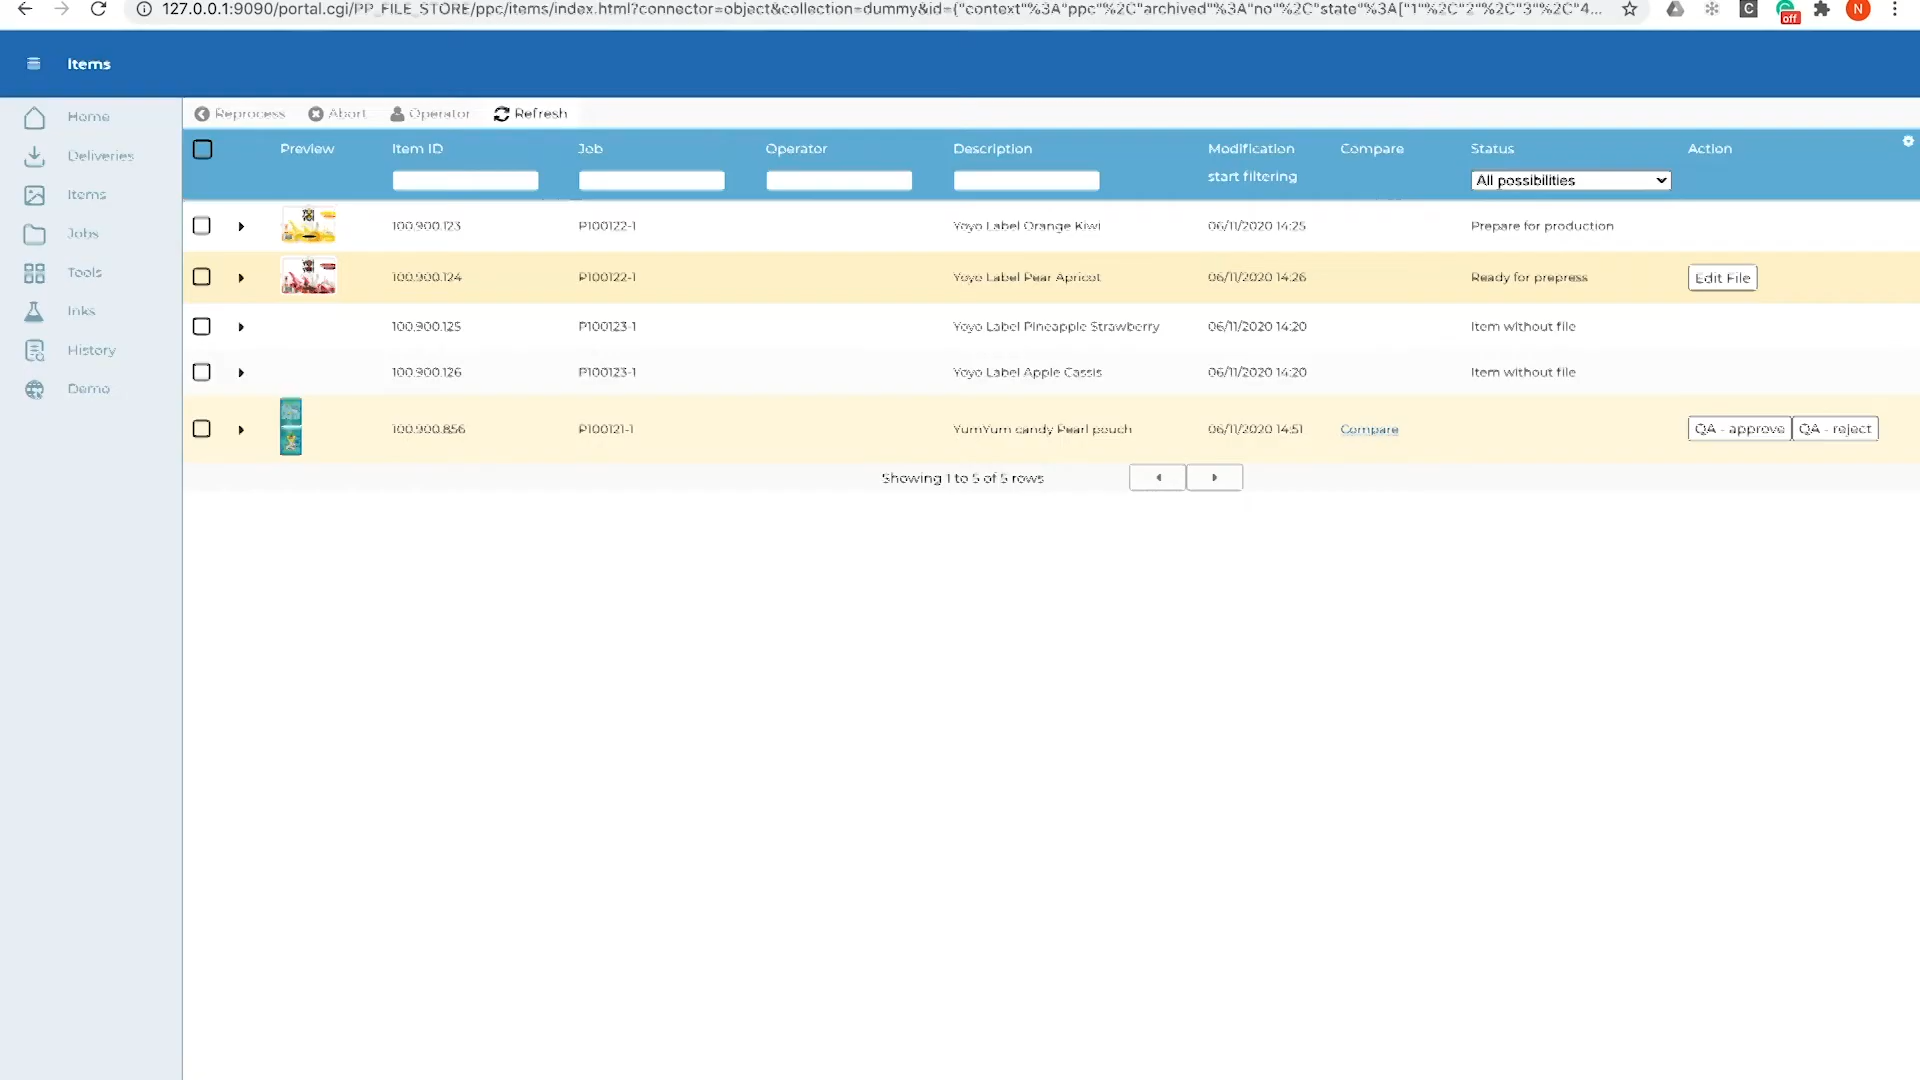 127.0.0.1:9090/portal.cgi/PP_FILE_STORE/ppc/items/index.html?connector=object&collection=dummy&id={"context"%3A"ppc"%2C"archived"%3A"no"%2C"state"%3A["1"%2C"2"%2C"3"%2C"4... C off N
Items
Home
Deliveries
Items
Jobs
Tools
Inks
History
Demo
Reprocess Abort Operator Refresh
Preview Item ID Job Operator Description Modification Compare Status Action
start filtering All possibilities
100.900.123 P100122-1 Yoyo Label Orange Kiwi 06/11/2020 14:25 Prepare for production
100.900.124 P100122-1 Yoyo Label Pear Apricot 06/11/2020 14:26 Ready for prepress Edit File
100.900.125 P100123-1 Yoyo Label Pineapple Strawberry 06/11/2020 14:20 Item without file
100.900.126 P100123-1 Yoyo Label Apple Cassis 06/11/2020 14:20 Item without file
100.900.856 P100121-1 YumYum candy Pearl pouch 06/11/2020 14:51 Compare QA - approve QA - reject
Showing 1 to 5 of 5 rows